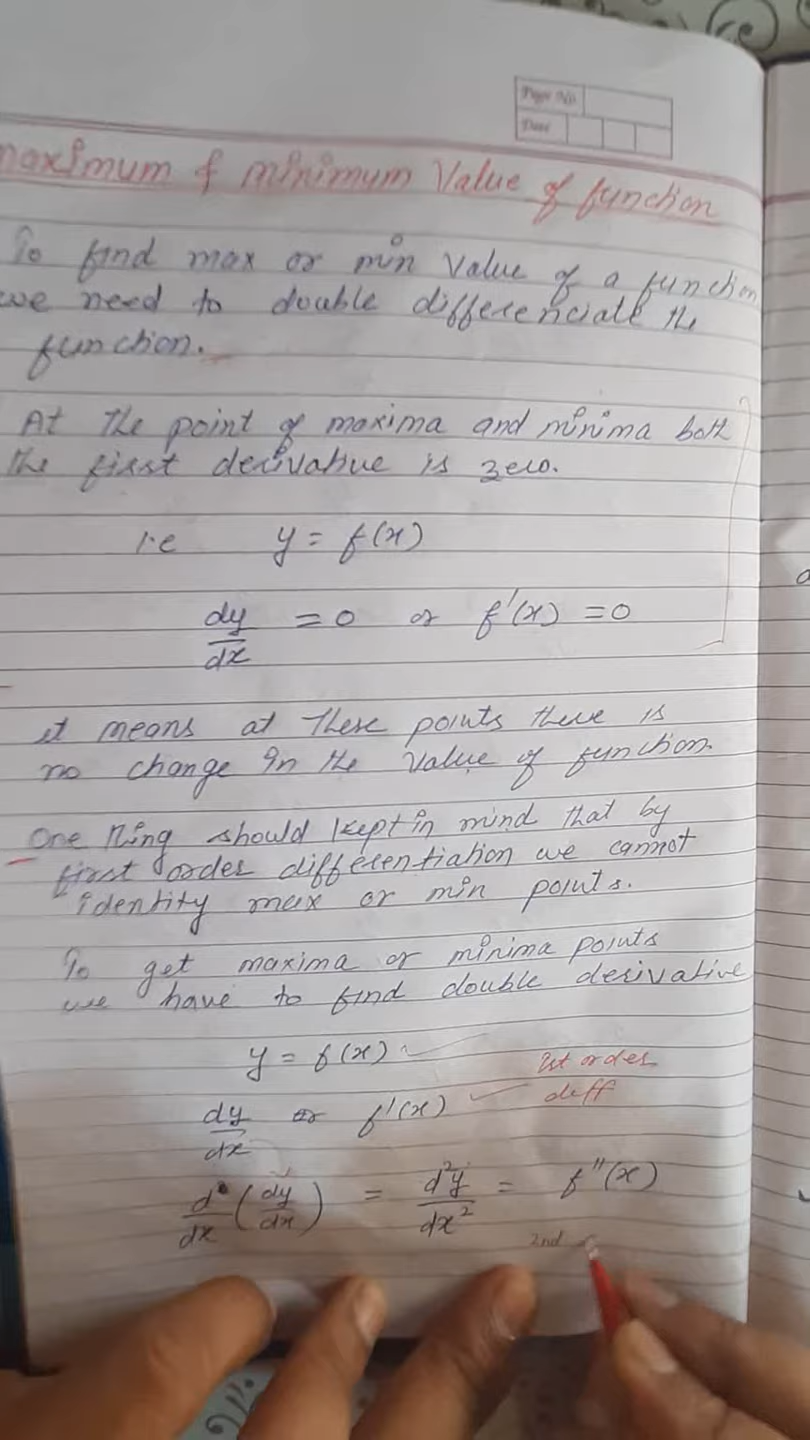 Page No.
Date
maximum & minimum Value of function
To find max or min value of a function
we need to double differenciate the
function.
At the point of maxima and minima both
the first derivative is zero.
i.e y = f(x)
dy/dx = 0 or f'(x) = 0
it means at these points there is
no change in the value of function.
One thing should kept in mind that by
first order differentiation we cannot
identity max or min points.
To get maxima or minima points
we have to find double derivative
y = f(x)
1st order
diff
dy/dx or f'(x)
d/dx (dy/dx) = d²y/dx² = f''(x)
2nd